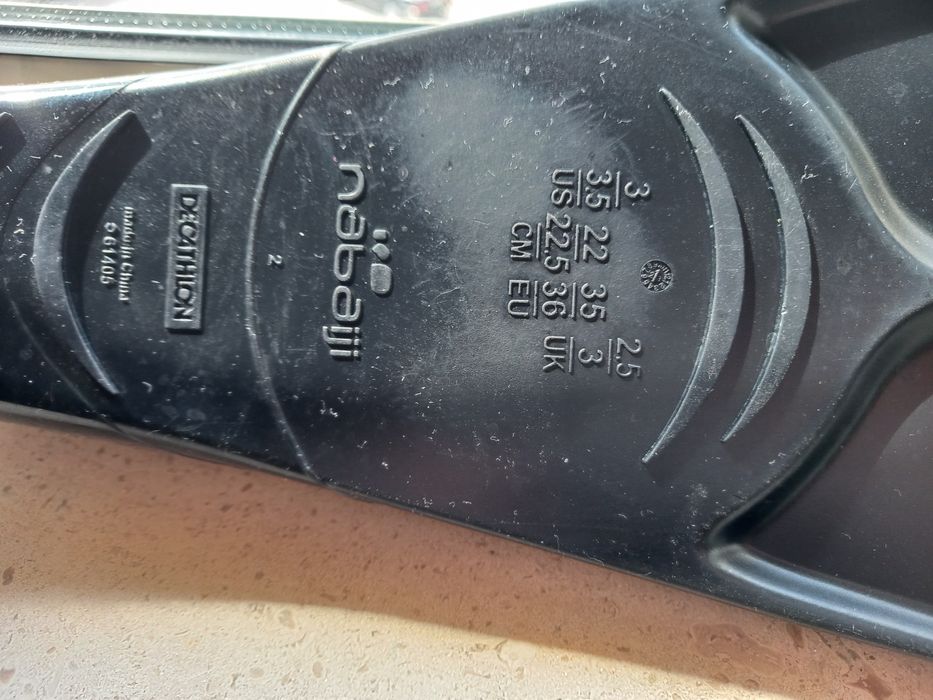 3 22 35 2.5
3.5 22.5 36 3
US CM EU UK
nabaiji
2
DECATHLON
made in China
561405